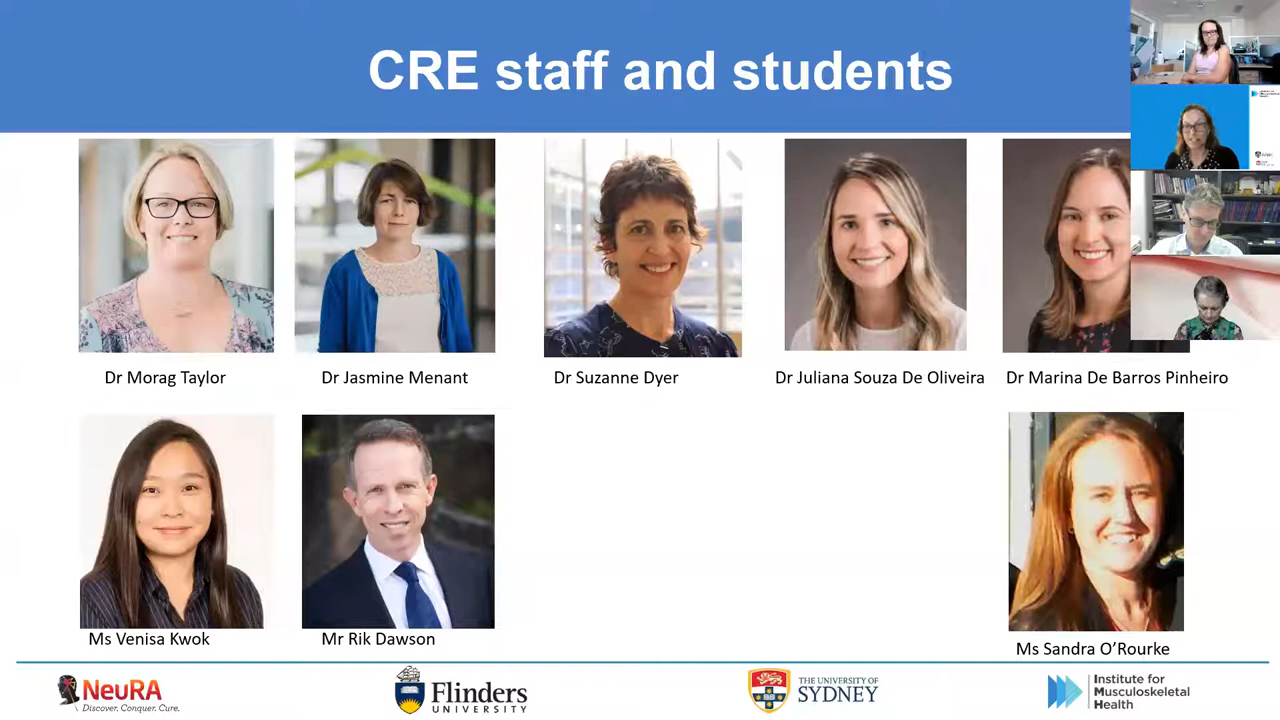 CRE staff and students
Dr Morag Taylor
Dr Jasmine Menant
Dr Suzanne Dyer
Dr Juliana Souza De Oliveira
Dr Marina De Barros Pinheiro
Ms Venisa Kwok
Mr Rik Dawson
Ms Sandra O’Rourke
NeuRA
Discover. Conquer. Cure.
Flinders
UNIVERSITY
THE UNIVERSITY OF
SYDNEY
Institute for
Musculoskeletal
Health